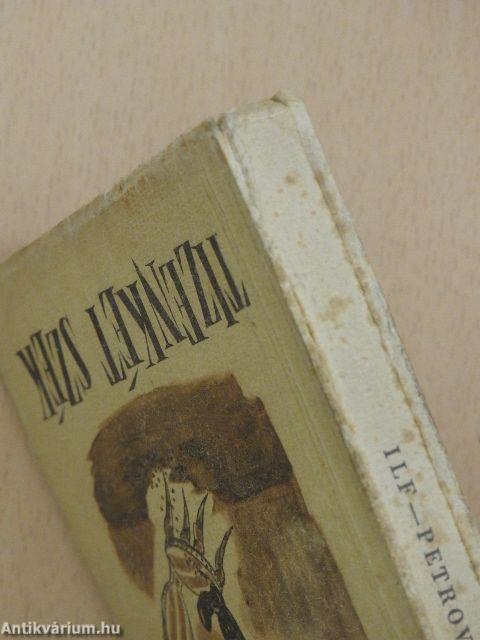 TIZENKÉT SZÉK
ILF—PETROV
Antikvárium.hu